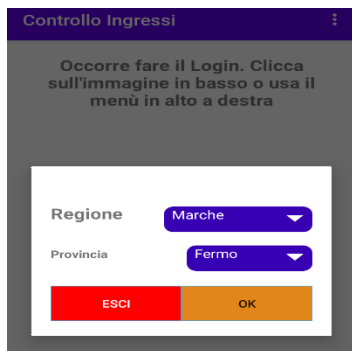 Controllo Ingressi
Occorre fare il Login. Clicca
sull'immagine in basso o usa il
menù in alto a destra
Regione Marche
Provincia Fermo
ESCI OK